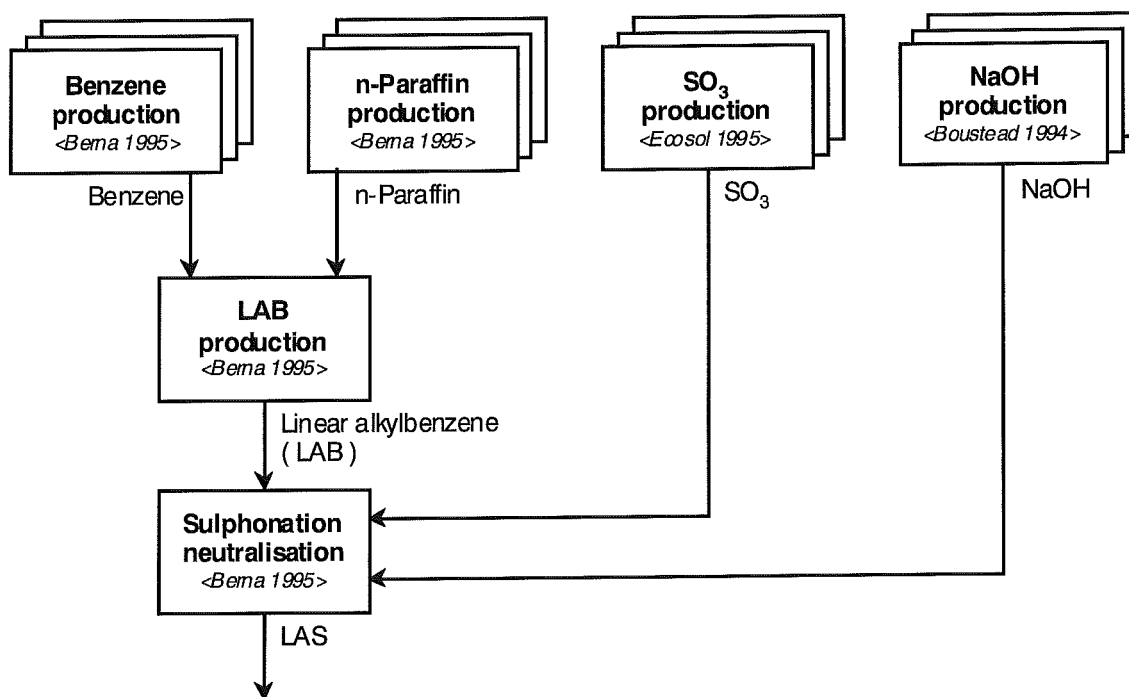 Benzene
production
<Berna 1995>
n-Paraffin
production
<Berna 1995>
SO₃
production
<Ecosol 1995>
NaOH
production
<Boustead 1994>
Benzene
n-Paraffin
SO₃
NaOH
LAB
production
<Berna 1995>
Linear alkylbenzene
( LAB )
Sulphonation
neutralisation
<Berna 1995>
LAS